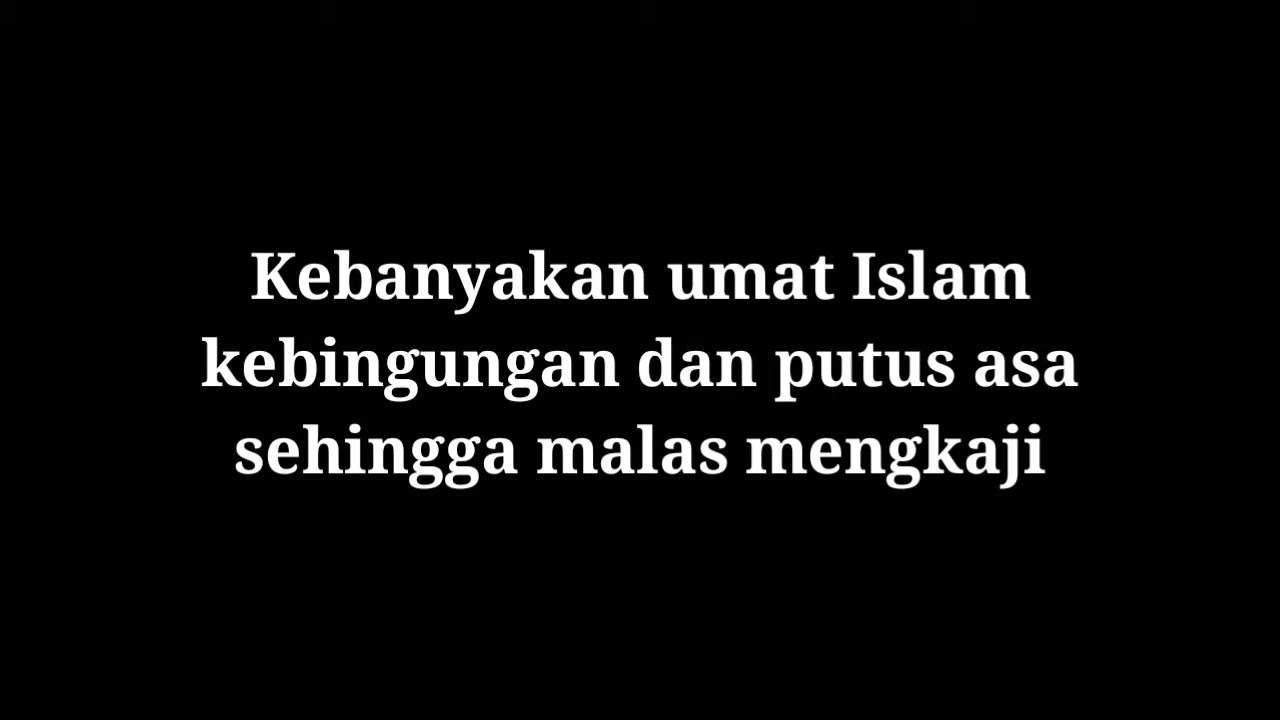 Kebanyakan umat Islam
kebingungan dan putus asa
sehingga malas mengkaji